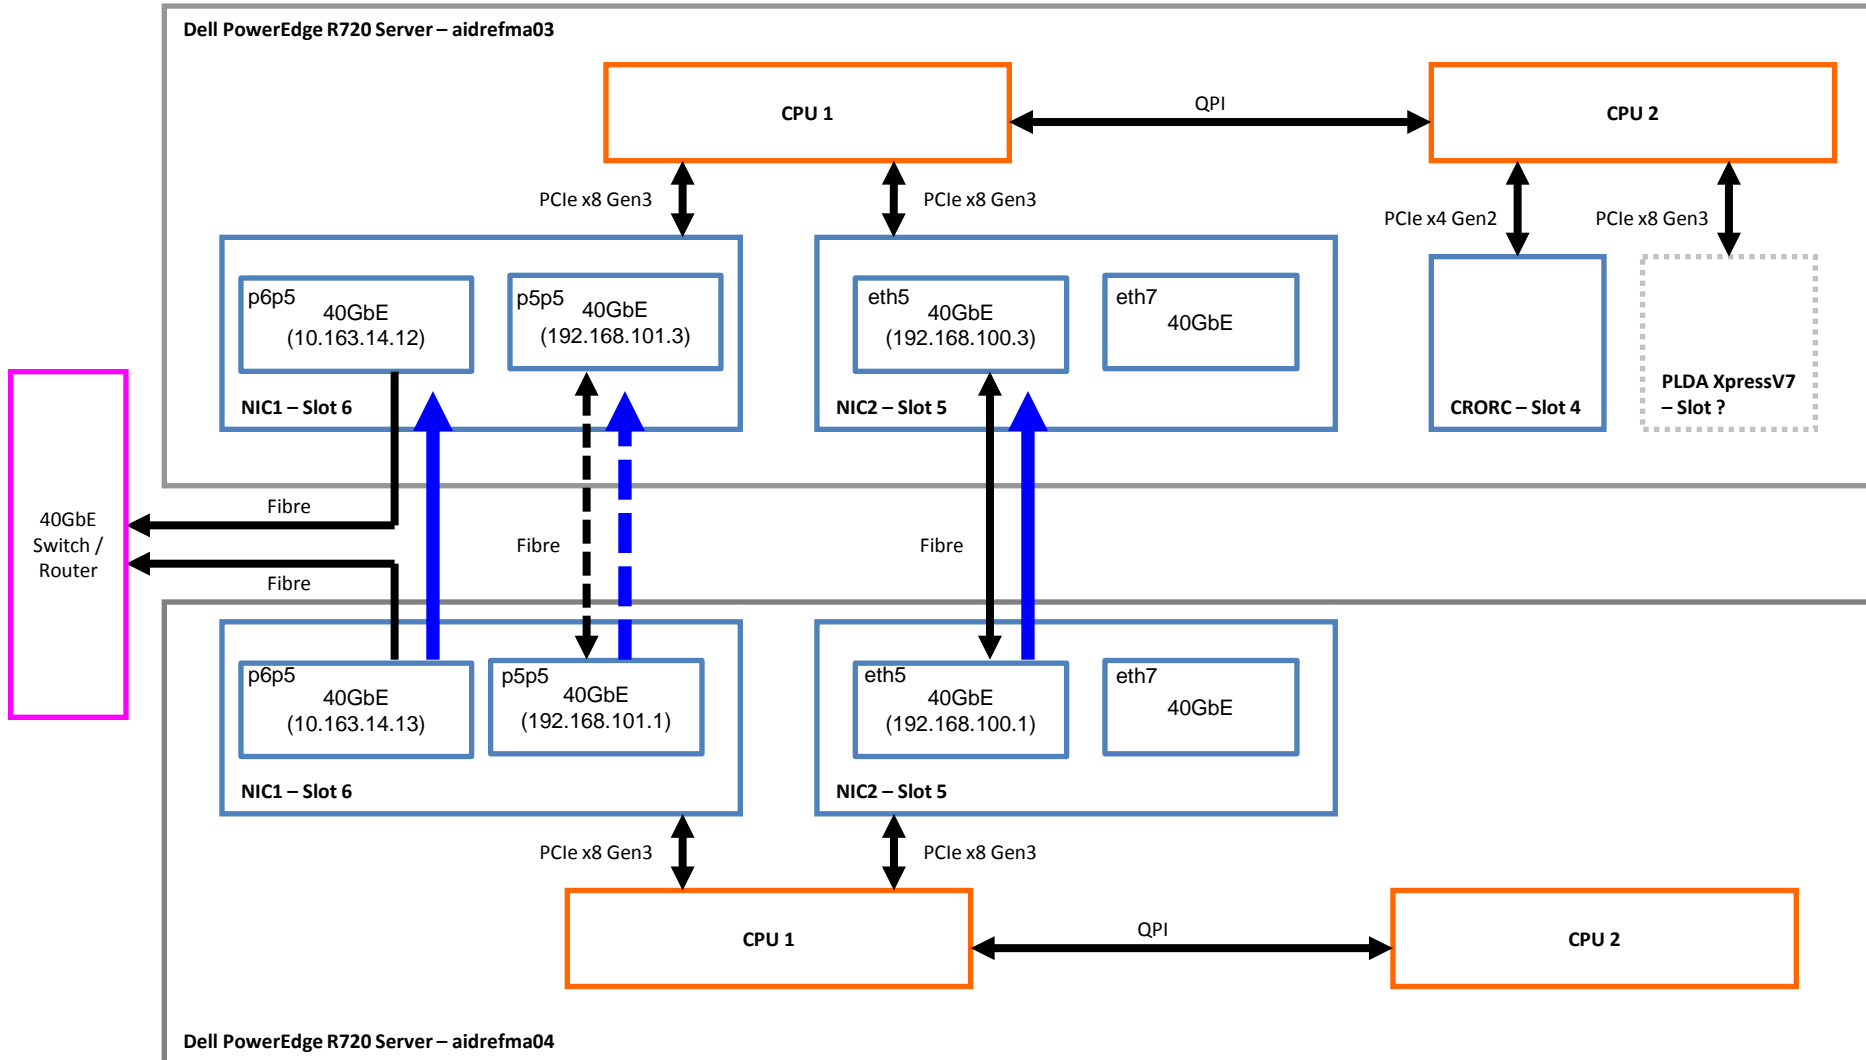 Dell PowerEdge R720 Server – aidrefma03
CPU 1
QPI
CPU 2
PCIe x8 Gen3
PCIe x8 Gen3
PCIe x4 Gen2
PCIe x8 Gen3
p6p5
40GbE
(10.163.14.12)
p5p5
40GbE
(192.168.101.3)
NIC1 – Slot 6
eth5
40GbE
(192.168.100.3)
eth7
40GbE
NIC2 – Slot 5
CRORC – Slot 4
PLDA XpressV7
– Slot ?
40GbE
Switch /
Router
Fibre
Fibre
Fibre
Fibre
p6p5
40GbE
(10.163.14.13)
p5p5
40GbE
(192.168.101.1)
NIC1 – Slot 6
eth5
40GbE
(192.168.100.1)
eth7
40GbE
NIC2 – Slot 5
PCIe x8 Gen3
PCIe x8 Gen3
CPU 1
QPI
CPU 2
Dell PowerEdge R720 Server – aidrefma04